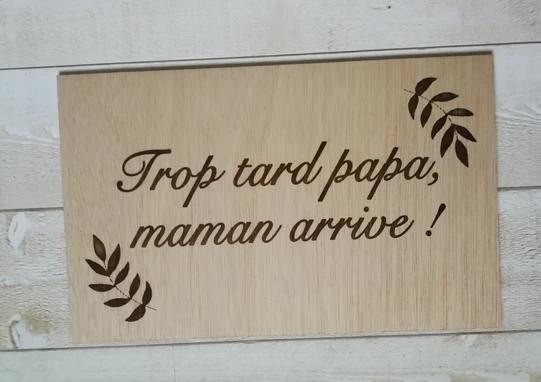 Trop tard papa,
maman arrive !